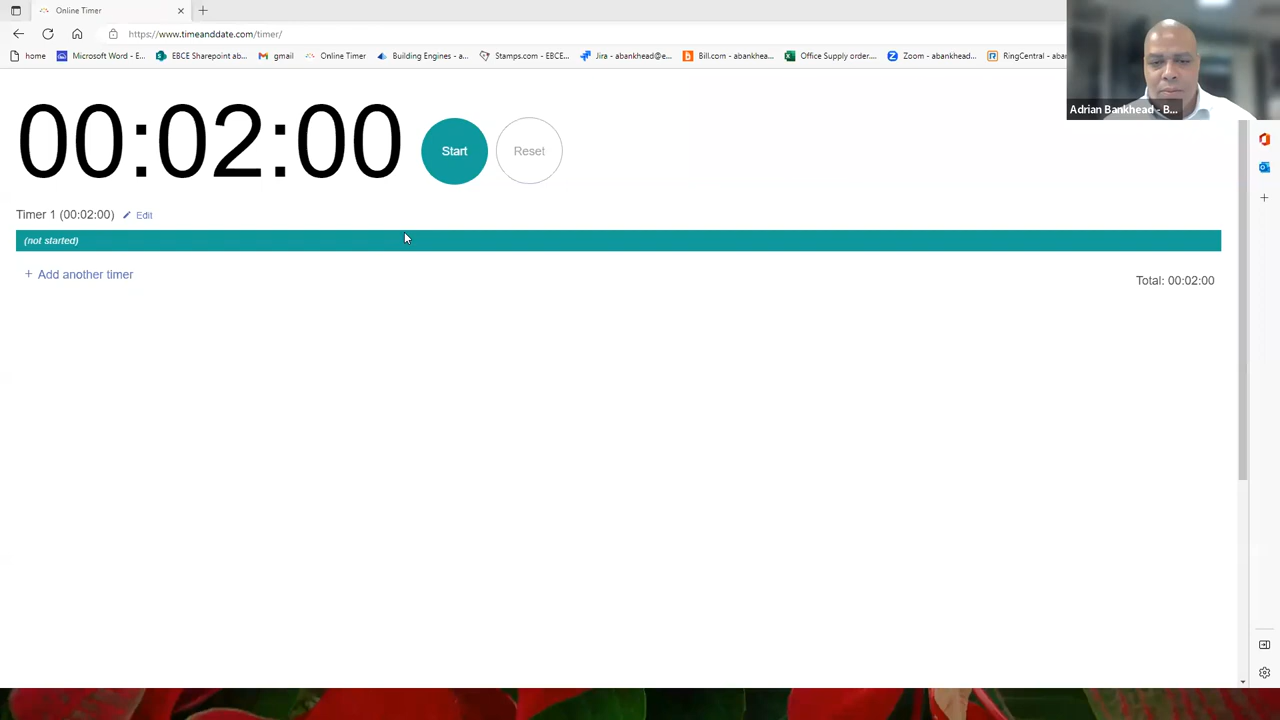 Online Timer
https://www.timeanddate.com/timer/
home
Microsoft Word - E...
EBCE Sharepoint ab...
gmail
Online Timer
Building Engines - a...
Stamps.com - EBCE...
Jira - abankhead@e...
Bill.com - abankhea...
Office Supply order....
Zoom - abankhead...
RingCentral - aban
Adrian Bankhead - B...
00:02:00
Start
Reset
Timer 1 (00:02:00)
Edit
(not started)
+ Add another timer
Total: 00:02:00